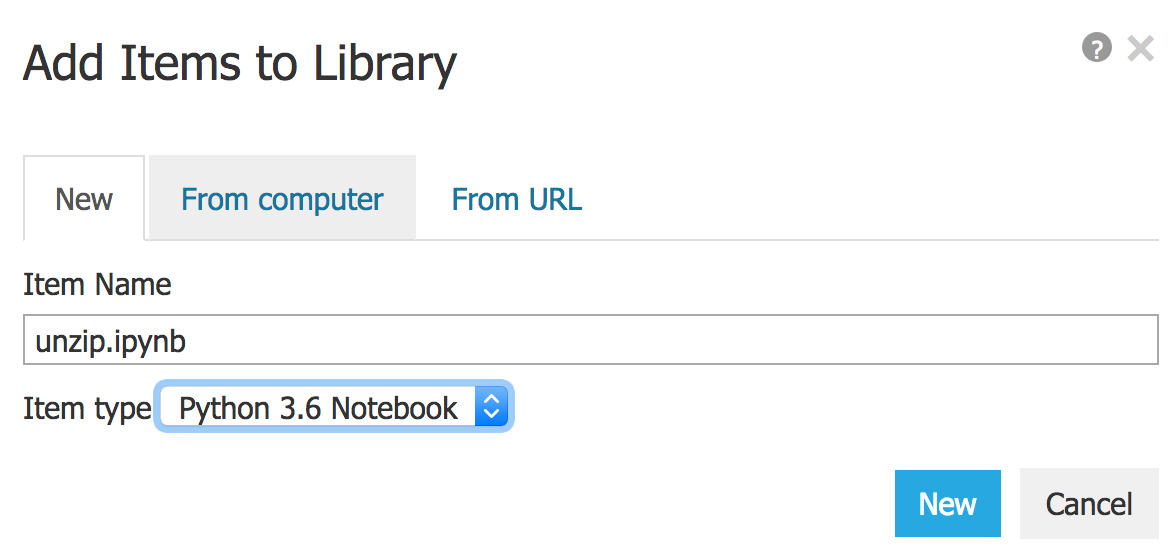 Add Items to Library
?
New
From computer
From URL
Item Name
unzip.ipynb
Item type Python 3.6 Notebook
New
Cancel